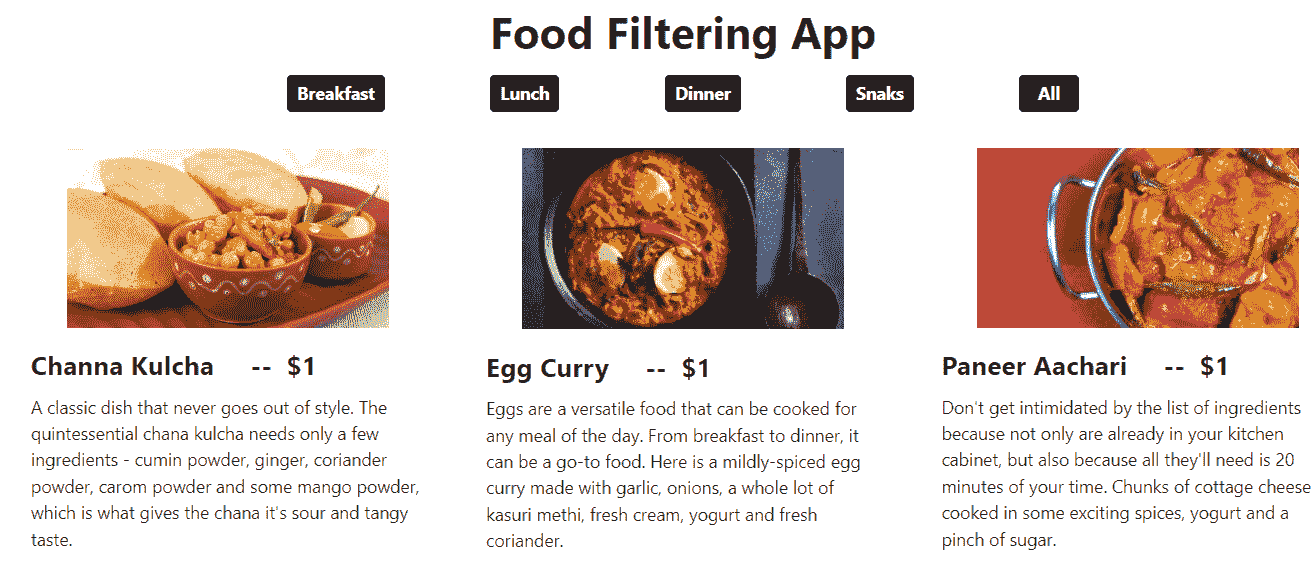 Food Filtering App
Breakfast Lunch Dinner Snaks All
Channa Kulcha -- $1
A classic dish that never goes out of style. The
quintessential chana kulcha needs only a few
ingredients - cumin powder, ginger, coriander
powder, carom powder and some mango powder,
which is what gives the chana it's sour and tangy
taste.
Egg Curry -- $1
Eggs are a versatile food that can be cooked for
any meal of the day. From breakfast to dinner, it
can be a go-to food. Here is a mildly-spiced egg
curry made with garlic, onions, a whole lot of
kasuri methi, fresh cream, yogurt and fresh
coriander.
Paneer Aachari -- $1
Don't get intimidated by the list of ingredients
because not only are already in your kitchen
cabinet, but also because all they'll need is 20
minutes of your time. Chunks of cottage cheese
cooked in some exciting spices, yogurt and a
pinch of sugar.